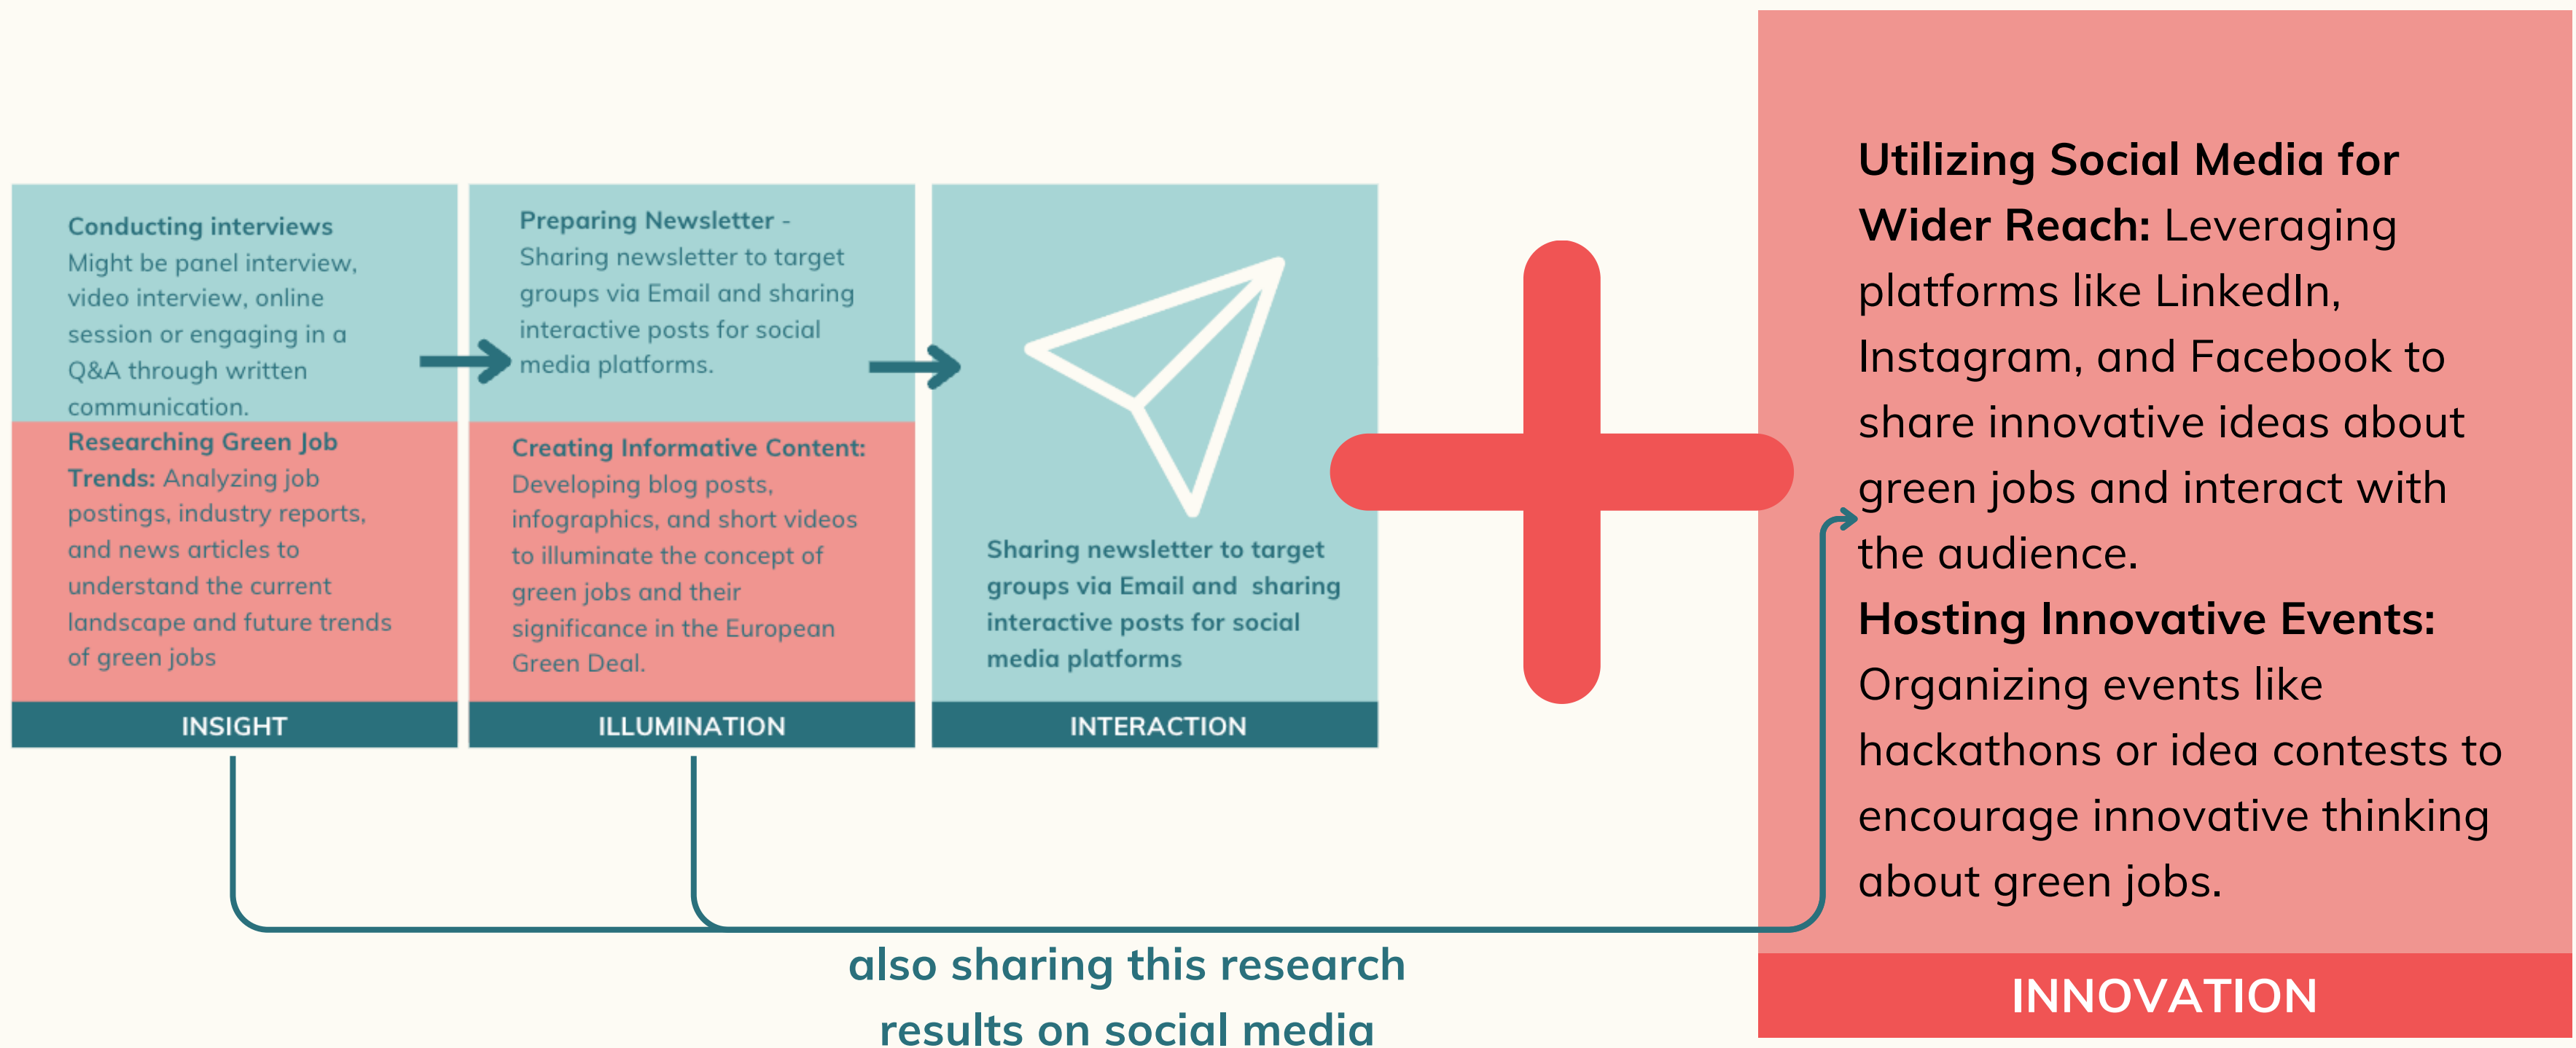 Conducting interviews
Might be panel interview,
video interview, online
session or engaging in a
Q&A through written
communication.
Researching Green Job
Trends: Analyzing job
postings, industry reports,
and news articles to
understand the current
landscape and future trends
of green jobs
INSIGHT
Preparing Newsletter -
Sharing newsletter to target
groups via Email and sharing
interactive posts for social
media platforms.
Creating Informative Content:
Developing blog posts,
infographics, and short videos
to illuminate the concept of
green jobs and their
significance in the European
Green Deal.
ILLUMINATION
Sharing newsletter to target
groups via Email and  sharing
interactive posts for social
media platforms
INTERACTION
also sharing this research
results on social media
Utilizing Social Media for
Wider Reach: Leveraging
platforms like LinkedIn,
Instagram, and Facebook to
share innovative ideas about
green jobs and interact with
the audience.
Hosting Innovative Events:
Organizing events like
hackathons or idea contests to
encourage innovative thinking
about green jobs.
INNOVATION